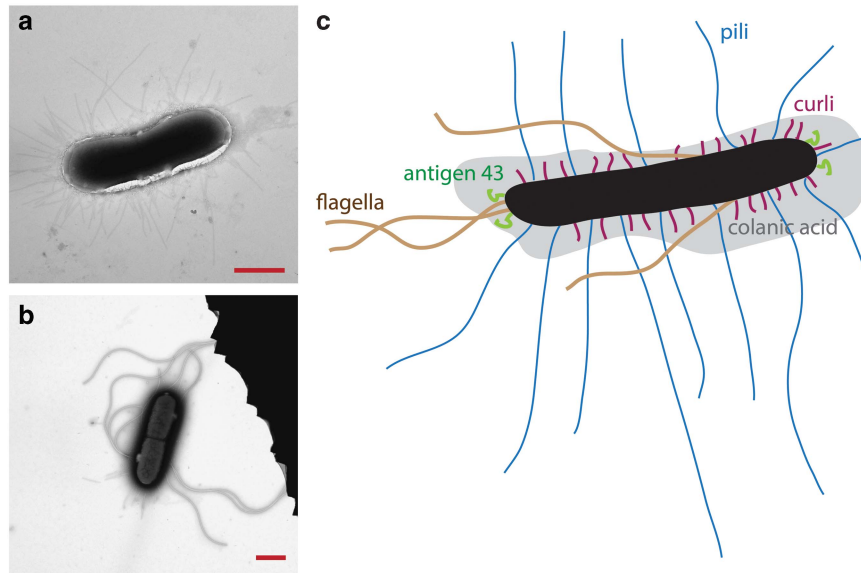 a
b
c
pili
curli
antigen 43
flagella
colanic acid